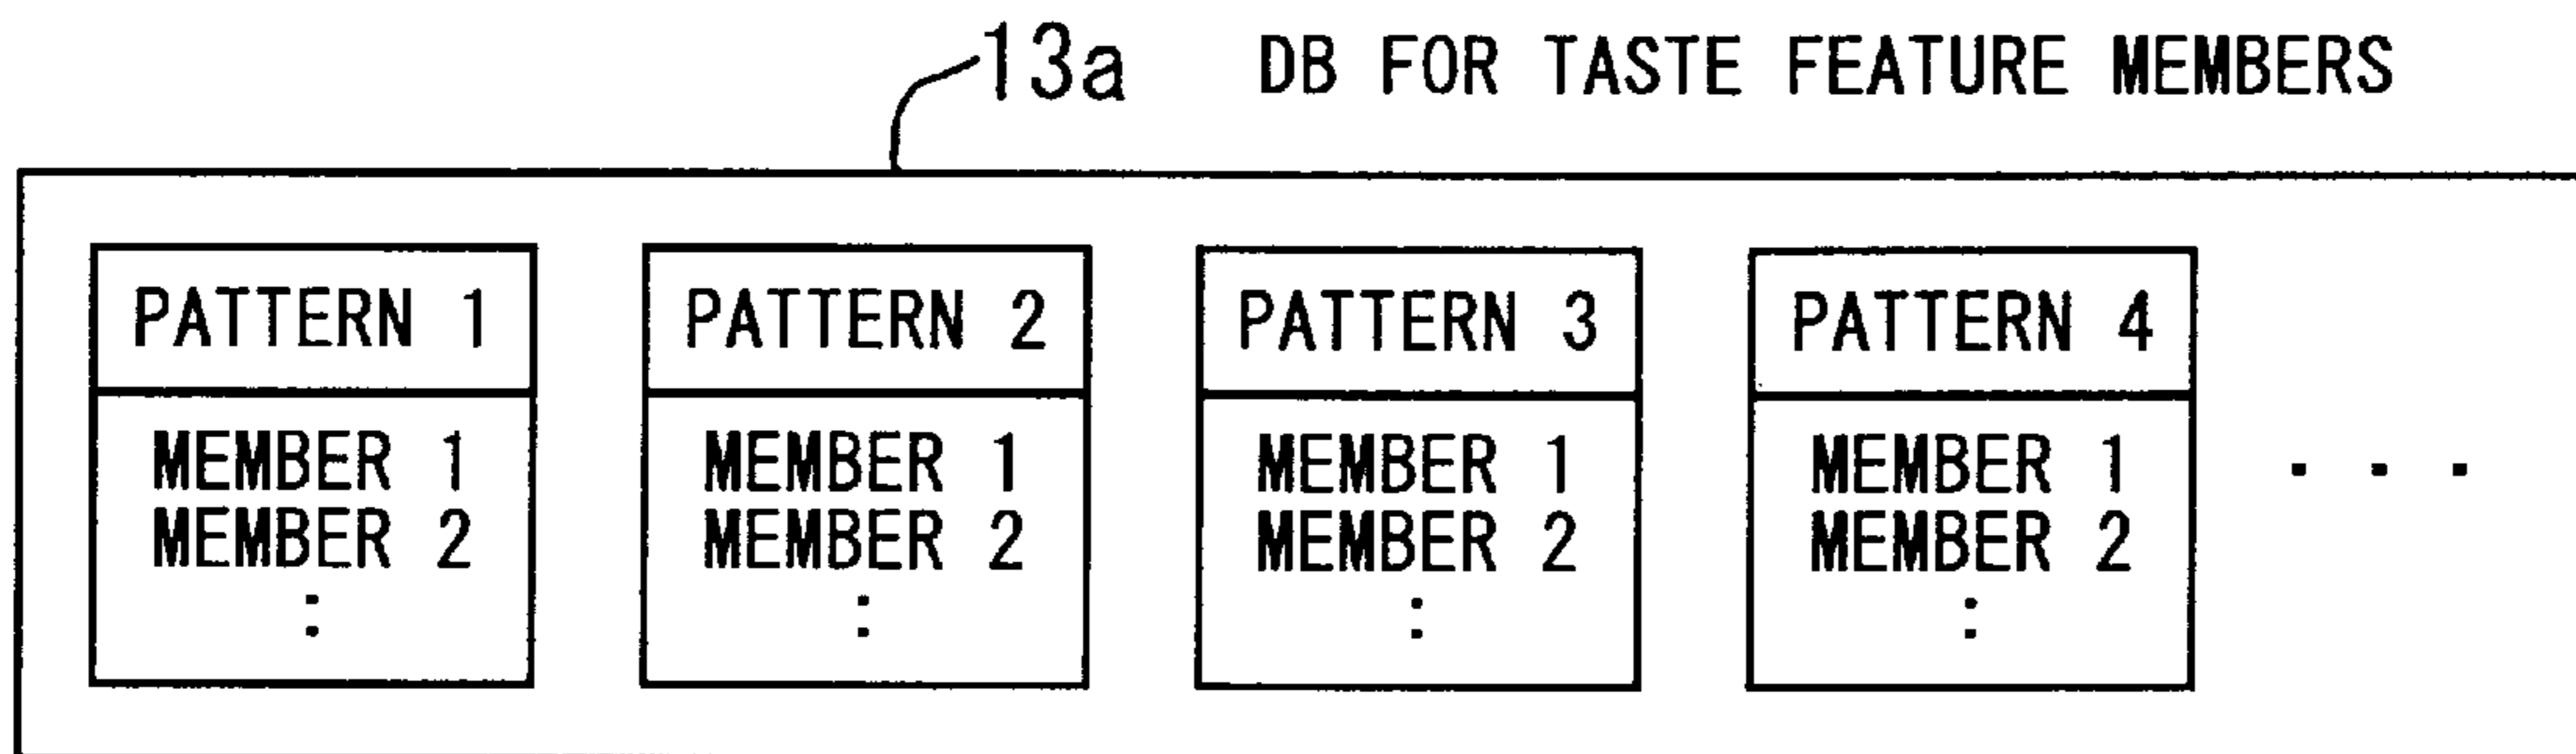 13a DB FOR TASTE FEATURE MEMBERS
PATTERN 1
MEMBER 1
MEMBER 2
:
PATTERN 2
MEMBER 1
MEMBER 2
:
PATTERN 3
MEMBER 1
MEMBER 2
:
PATTERN 4
MEMBER 1
MEMBER 2
:
. . .